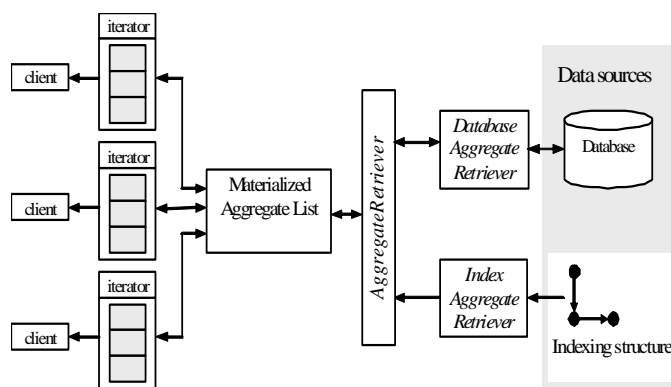 iterator
client
iterator
client
iterator
client
Materialized
Aggregate List
AggregateRetriever
Database
Aggregate
Retriever
Index
Aggregate
Retriever
Data sources
Database
Indexing structure